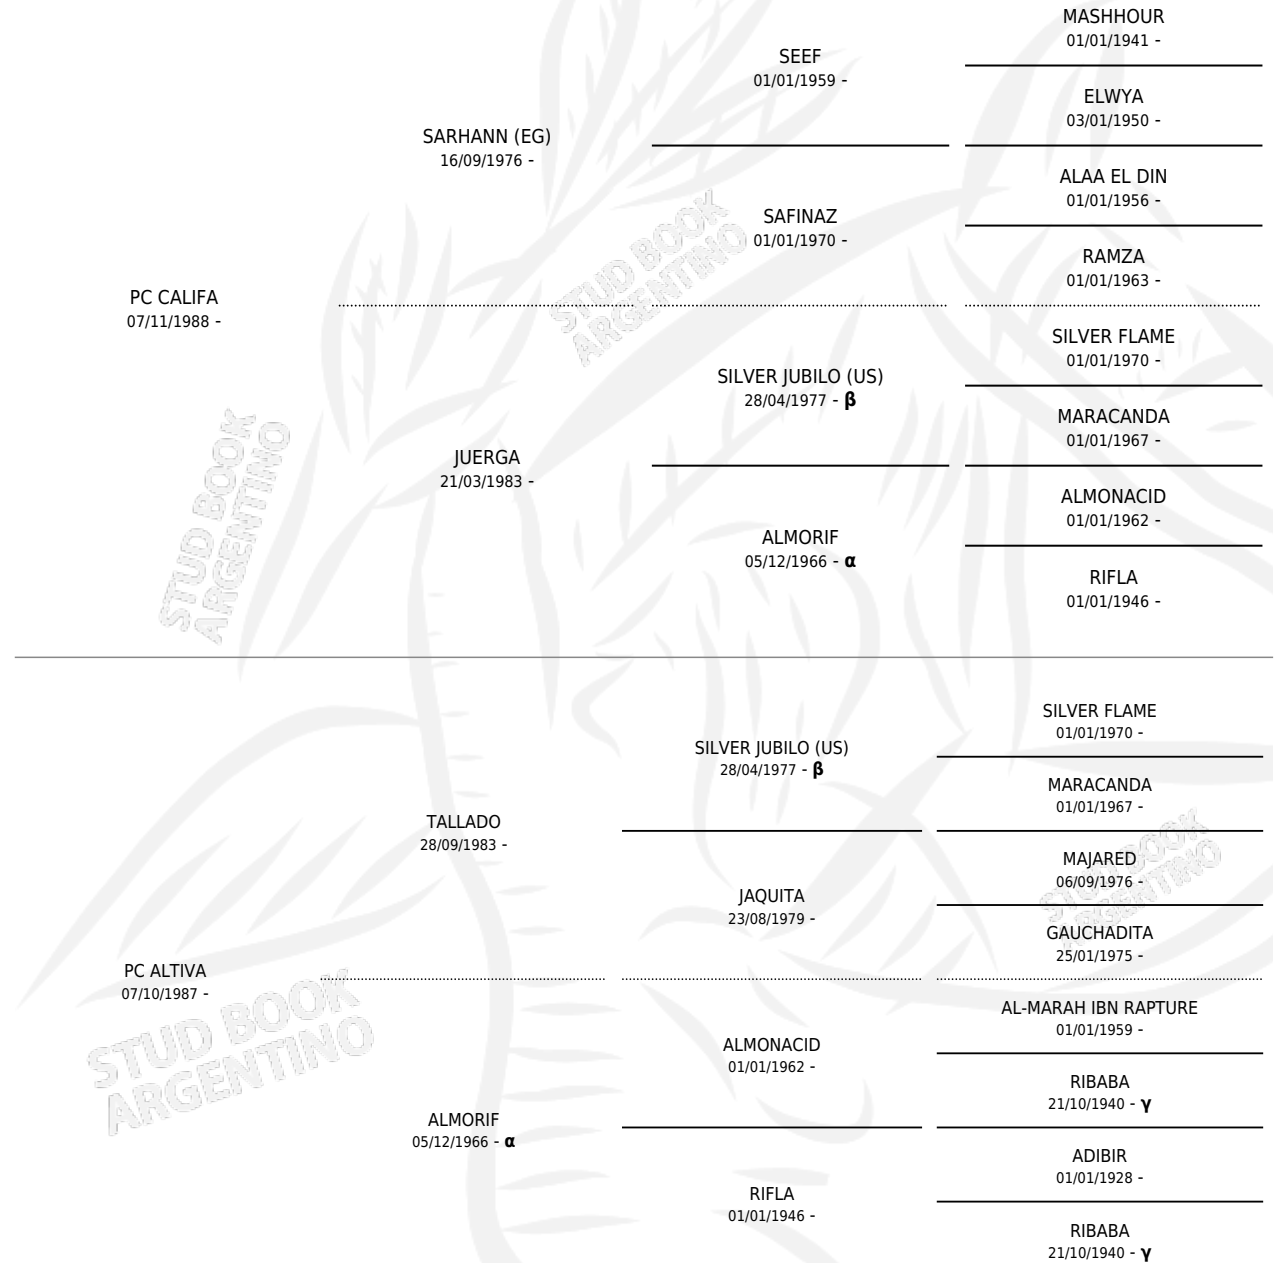 MASHHOUR
01/01/1941 -
SEEF
01/01/1959 -
ELWYA
03/01/1950 -
SARHANN (EG)
16/09/1976 -
ALAA EL DIN
01/01/1956 -
SAFINAZ
01/01/1970 -
RAMZA
01/01/1963 -
STUD BOOK
ARGENTINO
PC CALIFA
07/11/1988 -
SILVER FLAME
01/01/1970 -
SILVER JUBILO (US)
28/04/1977 - β
MARACANDA
01/01/1967 -
JUERGA
21/03/1983 -
ALMONACID
01/01/1962 -
ALMORIF
05/12/1966 - α
RIFLA
01/01/1946 -
STUD BOOK
ARGENTINO
SILVER FLAME
01/01/1970 -
SILVER JUBILO (US)
28/04/1977 - β
MARACANDA
01/01/1967 -
TALLADO
28/09/1983 -
MAJARED
06/09/1976 -
JAQUITA
23/08/1979 -
GAUCHADITA
25/01/1975 -
STUD BOOK
ARGENTINO
PC ALTIVA
07/10/1987 -
AL-MARAH IBN RAPTURE
01/01/1959 -
ALMONACID
01/01/1962 -
RIBABA
21/10/1940 - γ
STUD BOOK
ARGENTINO
ALMORIF
05/12/1966 - α
ADIBIR
01/01/1928 -
RIFLA
01/01/1946 -
RIBABA
21/10/1940 - γ